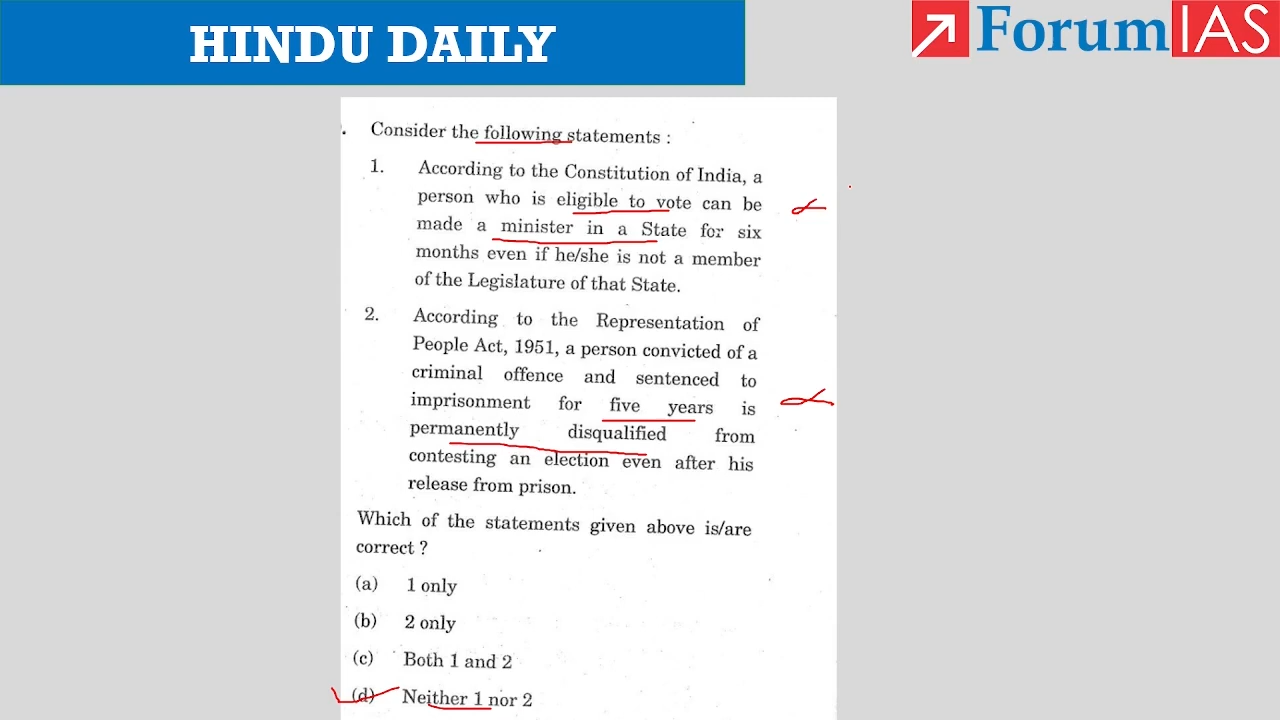 HINDU DAILY
Forum IAS
Consider the following statements :
1. According to the Constitution of India, a
person who is eligible to vote can be
made a minister in a State for six
months even if he/she is not a member
of the Legislature of that State.
2. According to the Representation of
People Act, 1951, a person convicted of a
criminal offence and sentenced to
imprisonment for five years is
permanently disqualified from
contesting an election even after his
release from prison.
Which of the statements given above is/are
correct ?
(a) 1 only
(b) 2 only
(c) Both 1 and 2
(d) Neither 1 nor 2